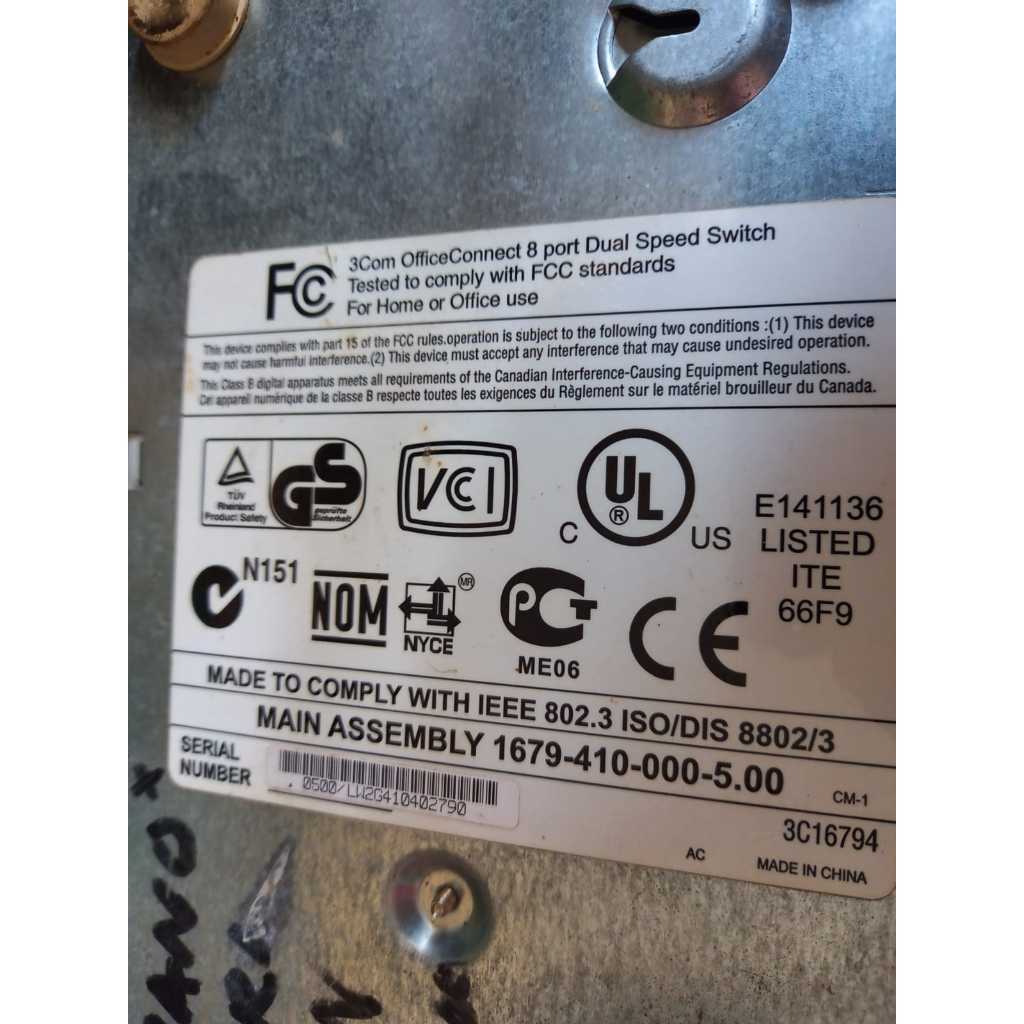 FC
3Com OfficeConnect 8 port Dual Speed Switch
Tested to comply with FCC standards
For Home or Office use
This device complies with part 15 of the FCC rules.operation is subject to the following two conditions :(1) This device
may not cause harmful interference.(2) This device must accept any interference that may cause undesired operation.
This Class B digital apparatus meets all requirements of the Canadian Interference-Causing Equipment Regulations.
Cet appareil numérique de la classe B respecte toutes les exigences du Règlement sur le matériel brouilleur du Canada.
TÜV
Rheinland
Product Safety
GS
geprüfte
Sicherheit
VCI
C UL ® US
E141136
LISTED
ITE
66F9
N151
NOM
NYCE
MR
PCT
ME06
CE
MADE TO COMPLY WITH IEEE 802.3 ISO/DIS 8802/3
MAIN ASSEMBLY 1679-410-000-5.00
SERIAL
NUMBER
. 0500/LW2G410402790
CM-1
3C16794
AC
MADE IN CHINA